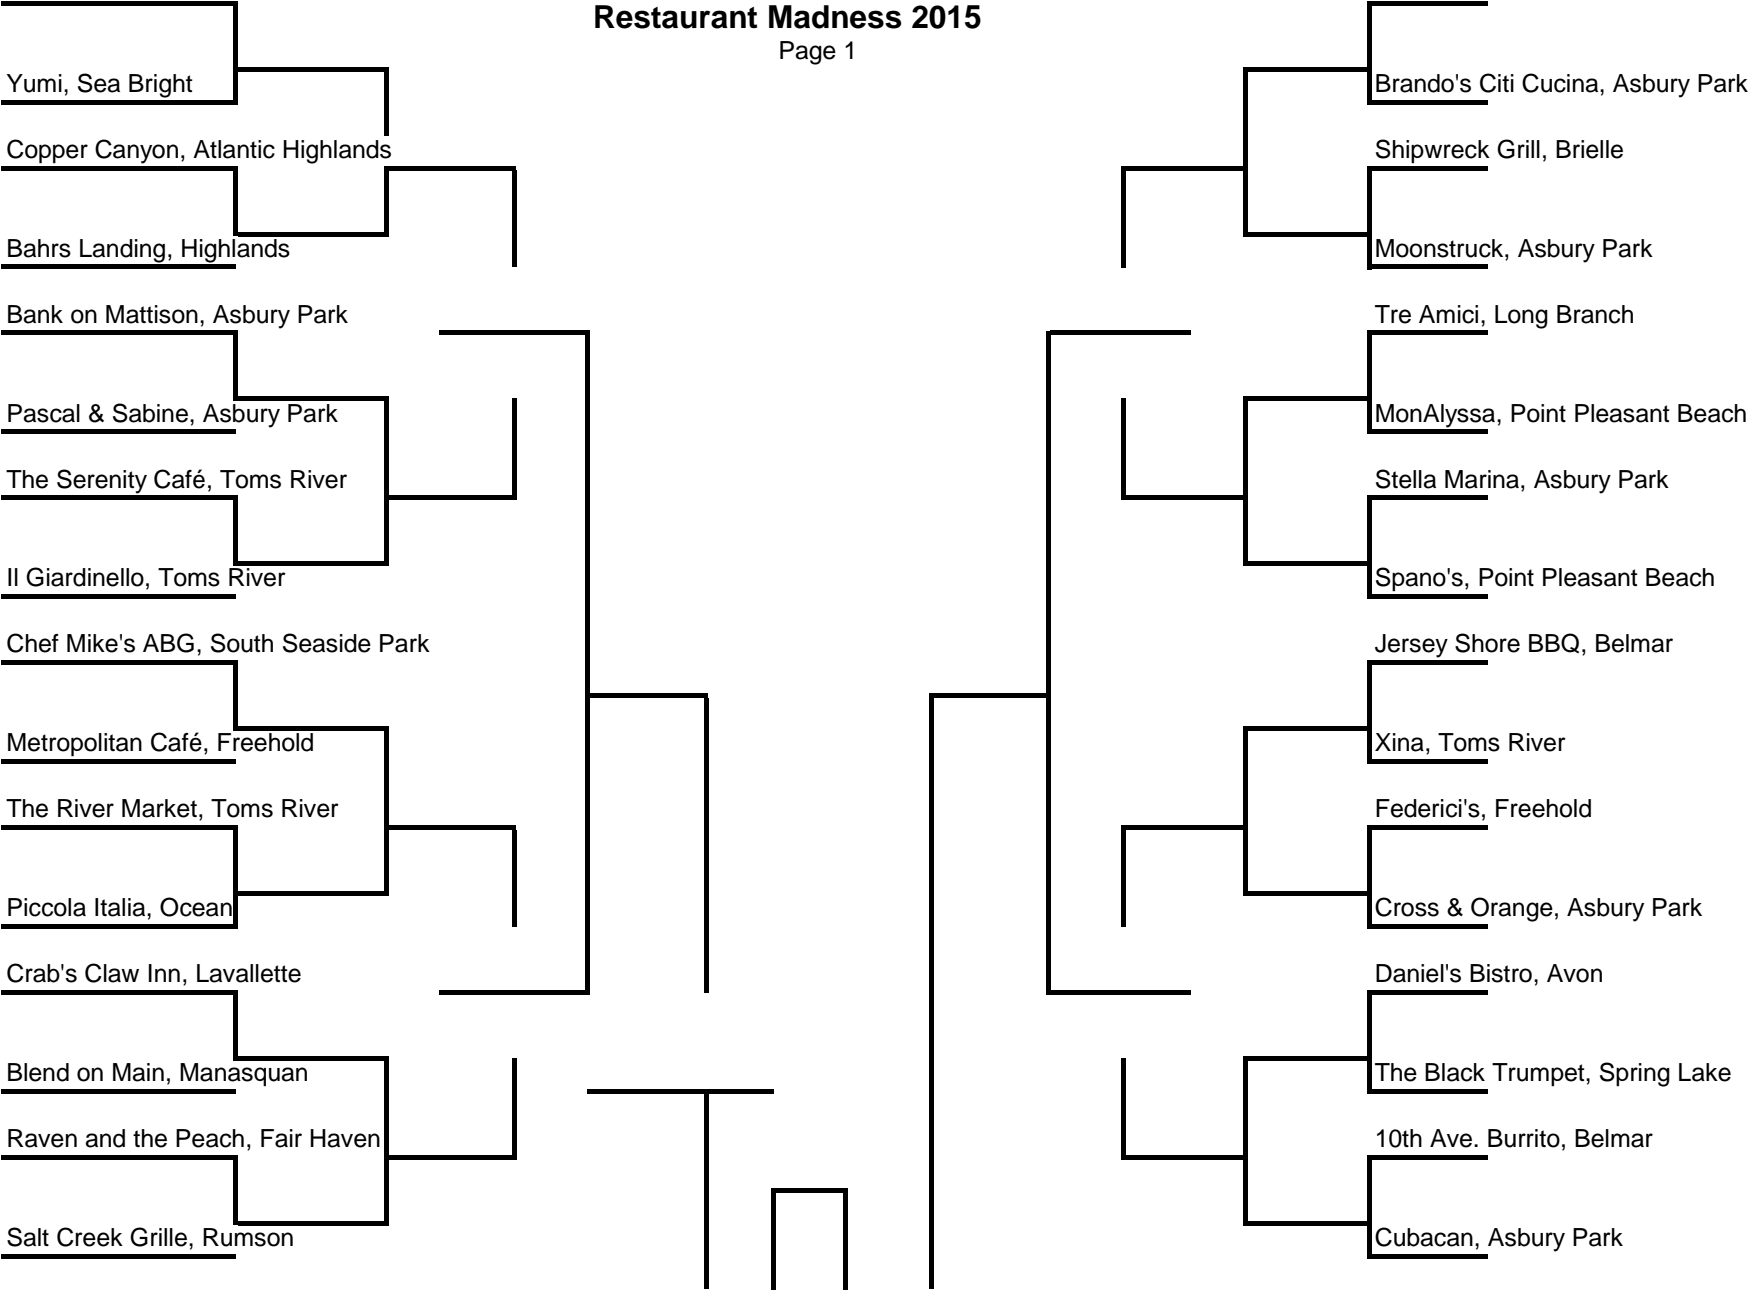 Restaurant Madness 2015
Page 1
Yumi, Sea Bright
Copper Canyon, Atlantic Highlands
Bahrs Landing, Highlands
Bank on Mattison, Asbury Park
Pascal & Sabine, Asbury Park
The Serenity Café, Toms River
Il Giardinello, Toms River
Chef Mike's ABG, South Seaside Park
Metropolitan Café, Freehold
The River Market, Toms River
Piccola Italia, Ocean
Crab's Claw Inn, Lavallette
Blend on Main, Manasquan
Raven and the Peach, Fair Haven
Salt Creek Grille, Rumson
Brando's Citi Cucina, Asbury Park
Shipwreck Grill, Brielle
Moonstruck, Asbury Park
Tre Amici, Long Branch
MonAlyssa, Point Pleasant Beach
Stella Marina, Asbury Park
Spano's, Point Pleasant Beach
Jersey Shore BBQ, Belmar
Xina, Toms River
Federici's, Freehold
Cross & Orange, Asbury Park
Daniel's Bistro, Avon
The Black Trumpet, Spring Lake
10th Ave. Burrito, Belmar
Cubacan, Asbury Park